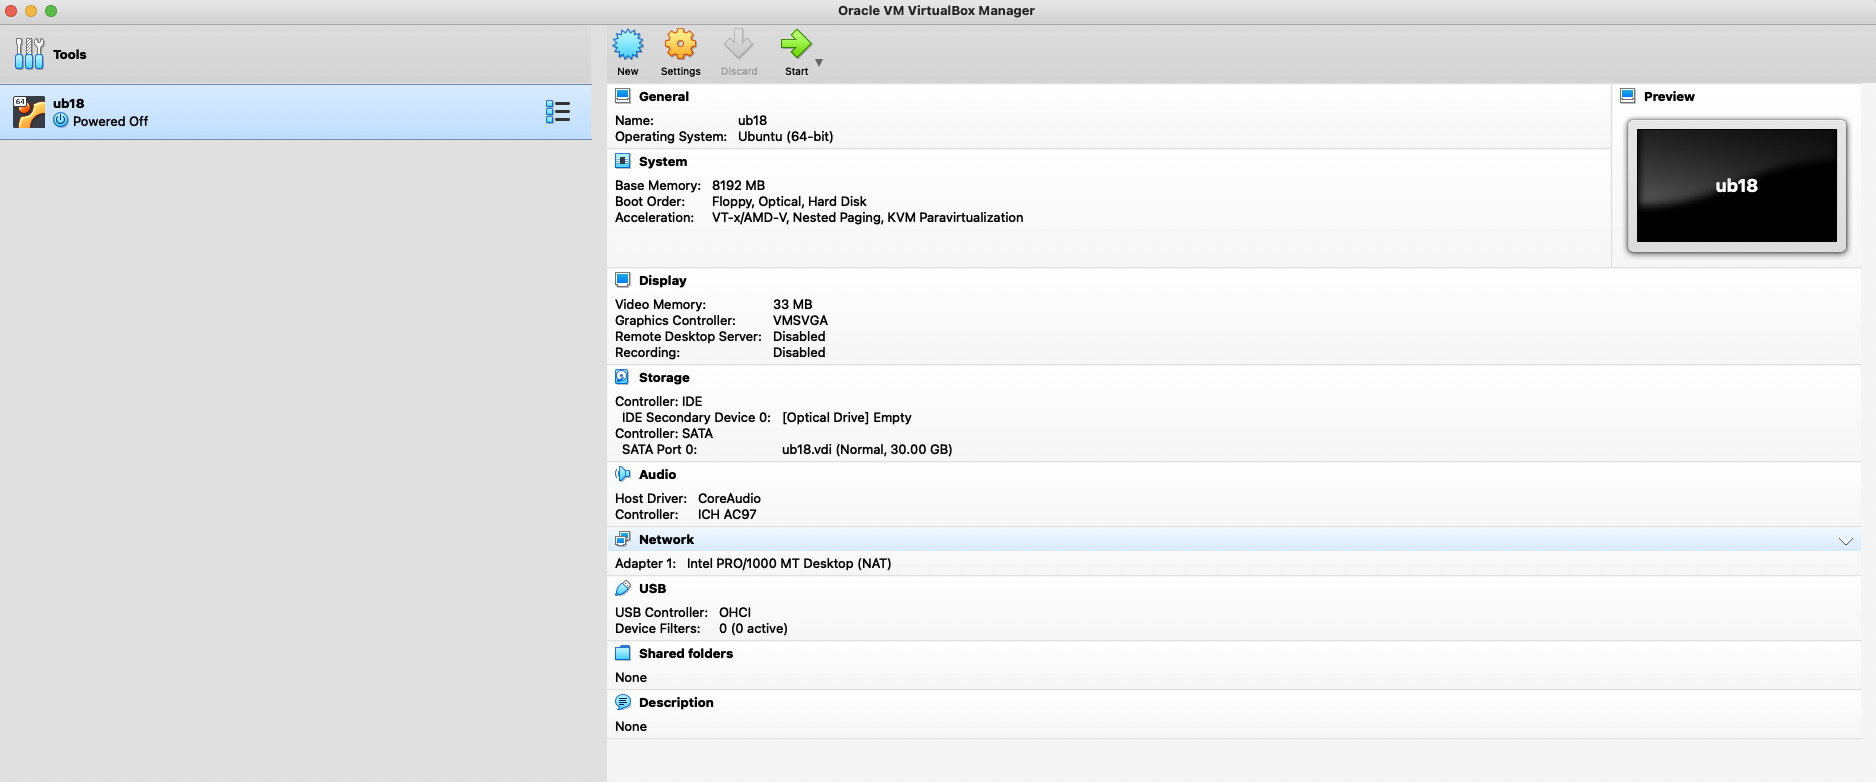 Oracle VM VirtualBox Manager
Tools
New Settings Discard Start
64
ub18
Powered Off
General
Name: ub18
Operating System: Ubuntu (64-bit)
System
Base Memory: 8192 MB
Boot Order: Floppy, Optical, Hard Disk
Acceleration: VT-x/AMD-V, Nested Paging, KVM Paravirtualization
Preview
ub18
Display
Video Memory: 33 MB
Graphics Controller: VMSVGA
Remote Desktop Server: Disabled
Recording: Disabled
Storage
Controller: IDE
IDE Secondary Device 0: [Optical Drive] Empty
Controller: SATA
SATA Port 0: ub18.vdi (Normal, 30.00 GB)
Audio
Host Driver: CoreAudio
Controller: ICH AC97
Network
Adapter 1: Intel PRO/1000 MT Desktop (NAT)
USB
USB Controller: OHCI
Device Filters: 0 (0 active)
Shared folders
None
Description
None